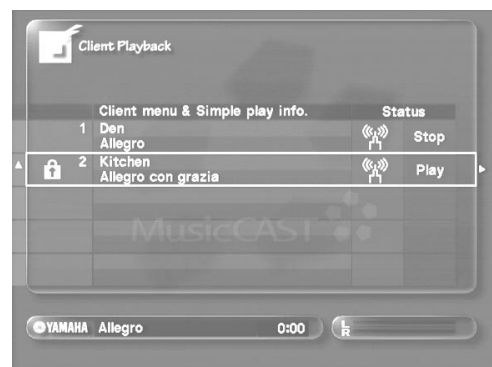 Client Playback
Client menu & Simple play info. Status
1 Den
Allegro
Stop
2 Kitchen
Allegro con grazia
Play
MusicCAST
YAMAHA Allegro 0:00 L R